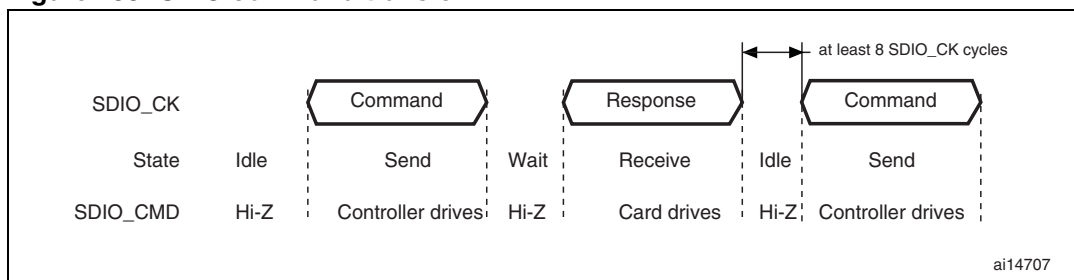 at least 8 SDIO_CK cycles
SDIO_CK Command Response Command
State Idle Send Wait Receive Idle Send
SDIO_CMD Hi-Z Controller drives Hi-Z Card drives Hi-Z Controller drives
ai14707